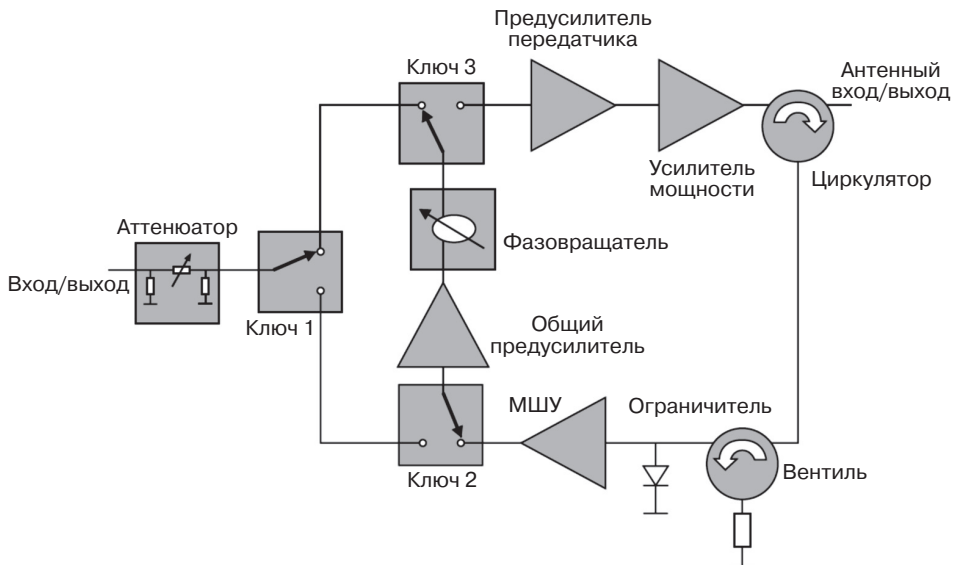 Предусилитель
передатчика
Ключ 3
Антенный
вход/выход
Усилитель
мощности
Циркулятор
Аттенюатор
Фазовращатель
Вход/выход
Ключ 1
Общий
предусилитель
МШУ
Ограничитель
Ключ 2
Вентиль